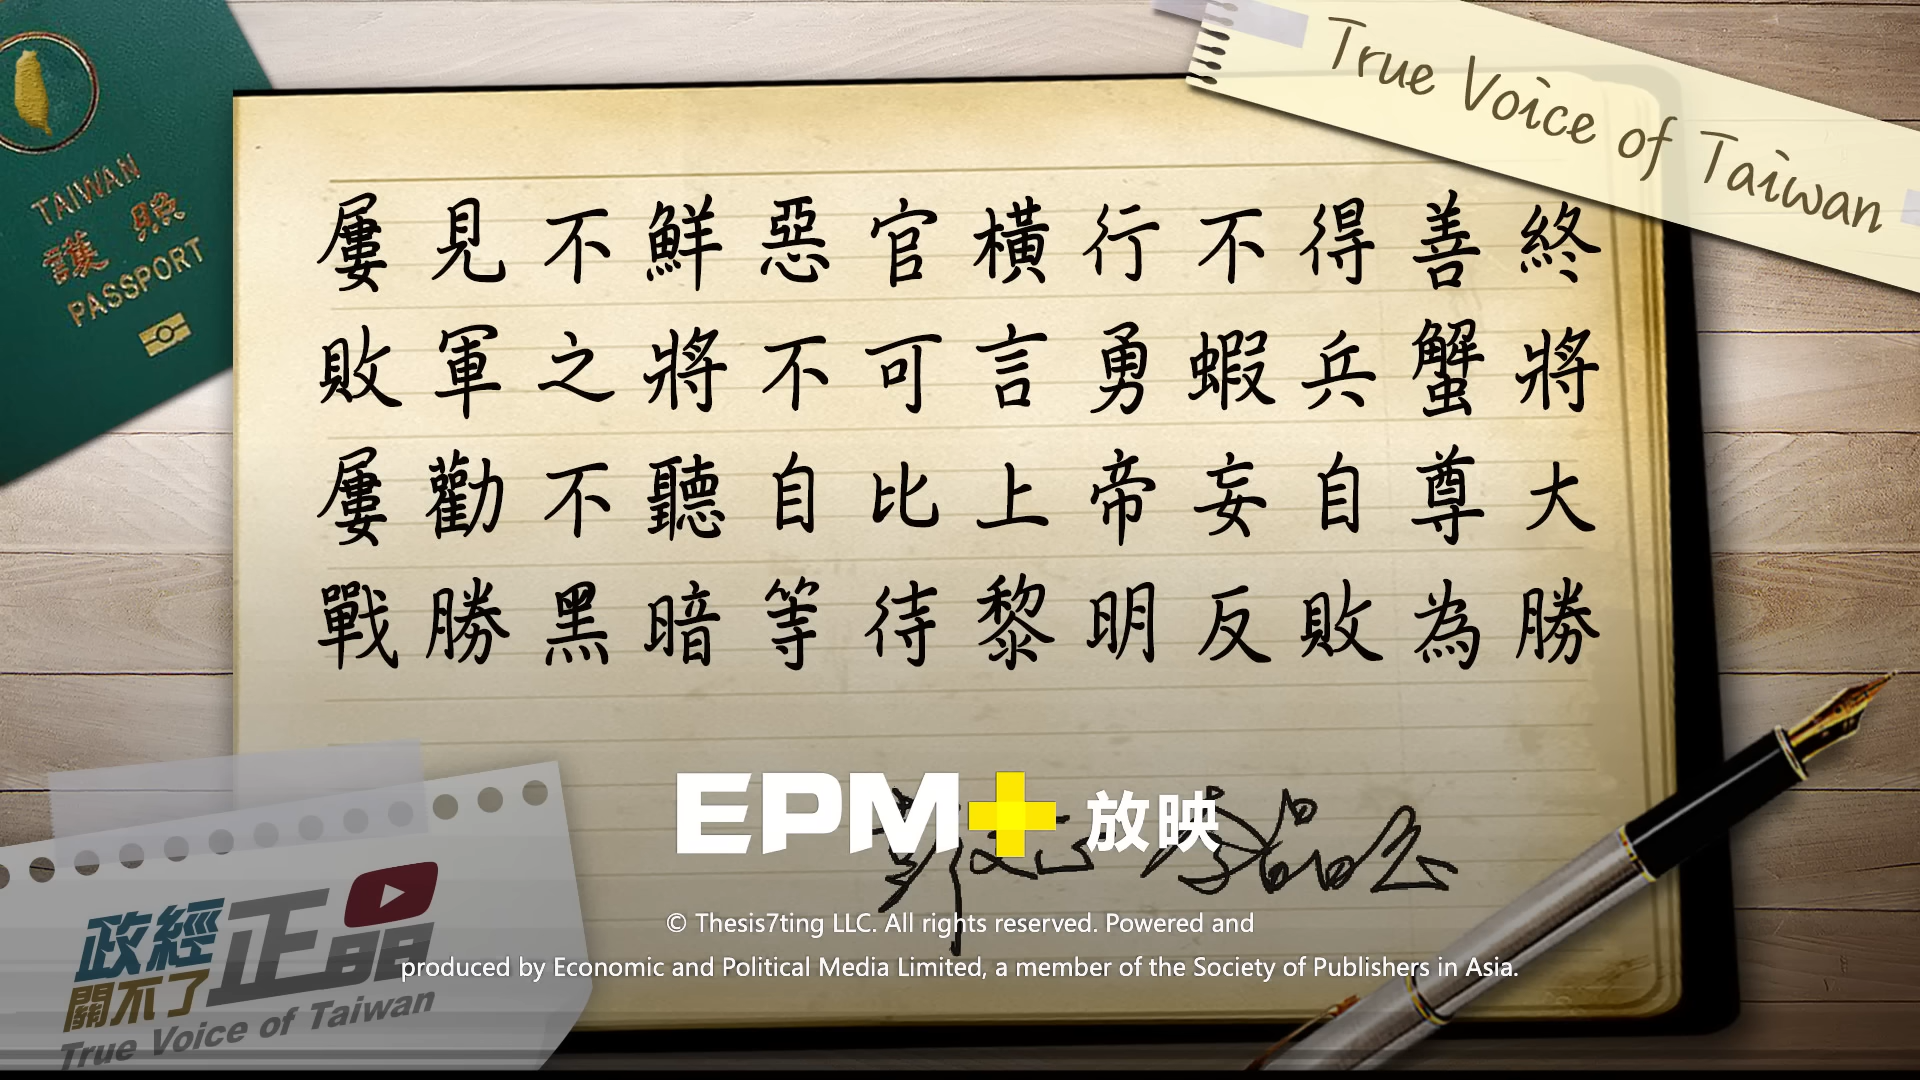 True Voice of Taiwan
TAIWAN
護照
PASSPORT
屢見不鮮惡官橫行不得善終
敗軍之將不可言勇蝦兵蟹將
屢勸不聽自比上帝妄自尊大
戰勝黑暗等待黎明反敗為勝
EPM+ 放映
© Thesis7ting LLC. All rights reserved. Powered and
produced by Economic and Political Media Limited, a member of the Society of Publishers in Asia.
政經
關不了
正晶
True Voice of Taiwan